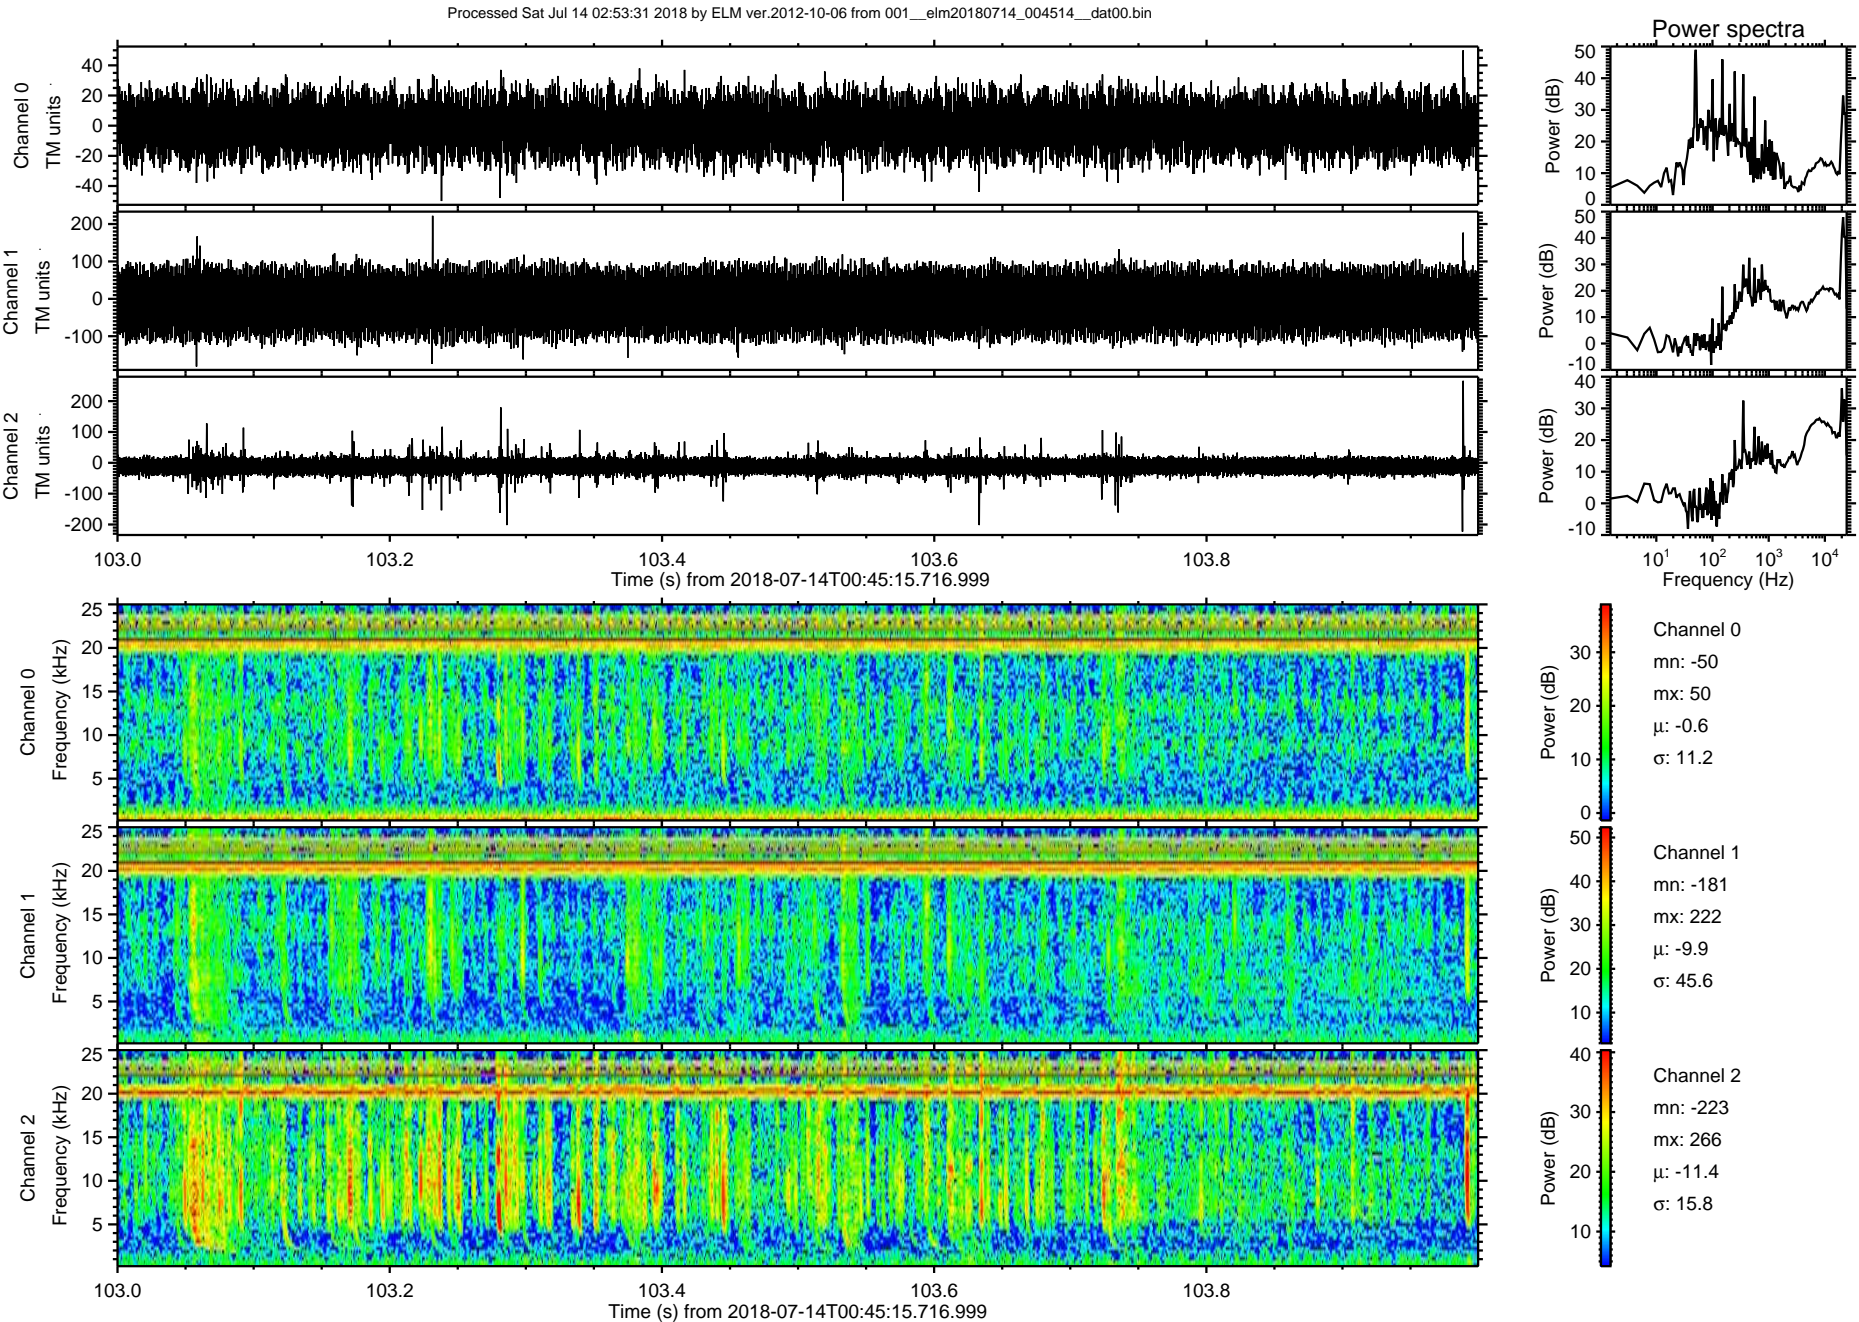 Processed Sat Jul 14 02:53:31 2018 by ELM ver.2012-10-06 from 001__elm20180714_004514__dat00.bin
Power spectra
Channel 0
TM units
40
20
0
-20
-40
Power (dB)
50
40
30
20
10
0
Channel 1
TM units
200
100
0
-100
Power (dB)
50
40
30
20
10
0
-10
Channel 2
TM units
200
100
0
-100
-200
Power (dB)
40
30
20
10
0
-10
103.0 103.2 103.4 103.6 103.8
Time (s) from 2018-07-14T00:45:15.716.999
10^1 10^2 10^3 10^4
Frequency (Hz)
Channel 0
Frequency (kHz)
25
20
15
10
5
Power (dB)
30
20
10
0
Channel 0
mn: -50
mx: 50
μ: -0.6
σ: 11.2
Channel 1
Frequency (kHz)
25
20
15
10
5
Power (dB)
50
40
30
20
10
Channel 1
mn: -181
mx: 222
μ: -9.9
σ: 45.6
Channel 2
Frequency (kHz)
25
20
15
10
5
Power (dB)
40
30
20
10
Channel 2
mn: -223
mx: 266
μ: -11.4
σ: 15.8
103.0 103.2 103.4 103.6 103.8
Time (s) from 2018-07-14T00:45:15.716.999